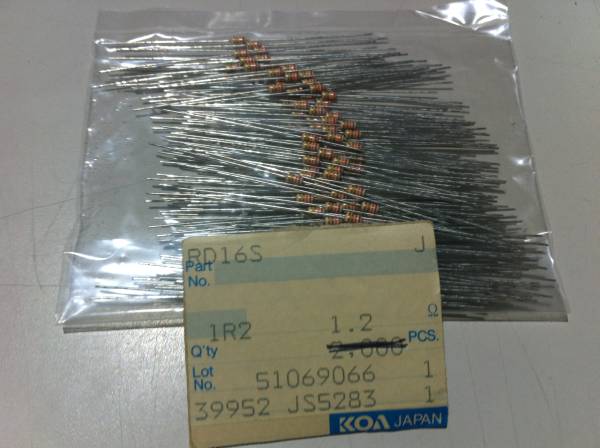 RD16S J
Part
No.
Ω
1R2 1.2
Q'ty 2,000 PCS.
Lot
No. 51069066 1
39952 JS5283 1
KOA JAPAN